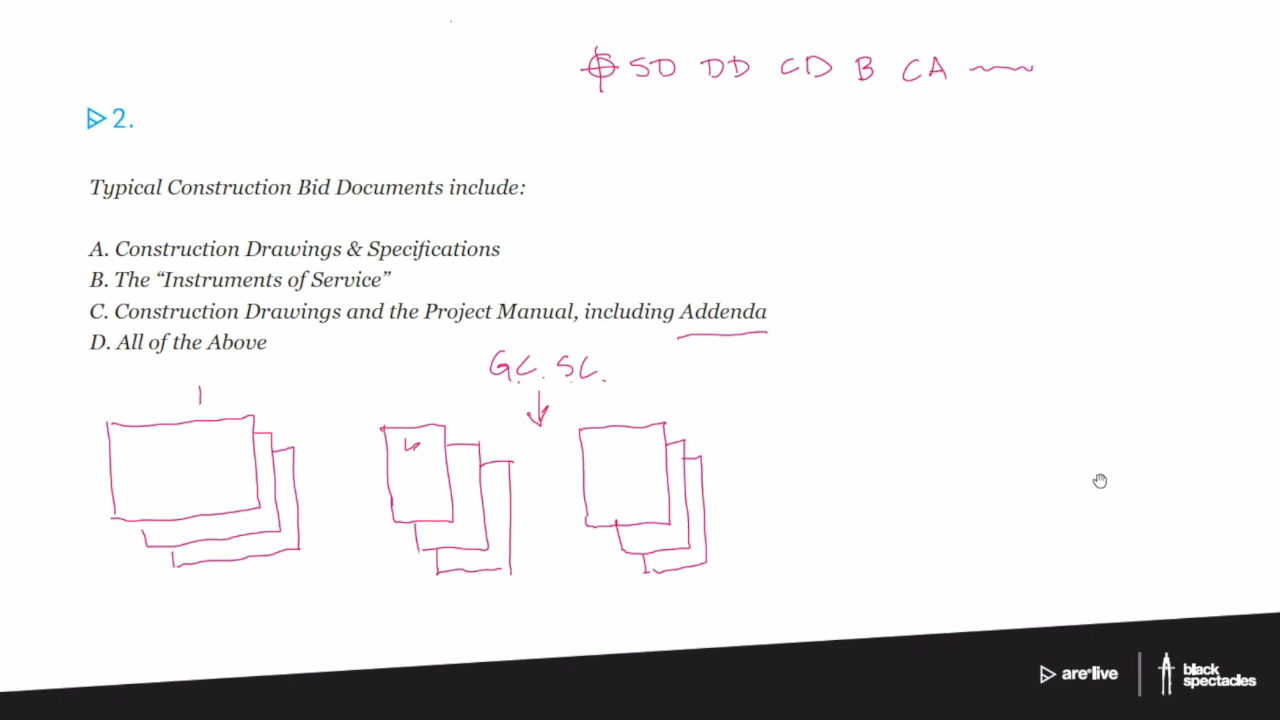 SD DD CD B CA
2.
Typical Construction Bid Documents include:
A. Construction Drawings & Specifications
B. The “Instruments of Service”
C. Construction Drawings and the Project Manual, including Addenda
D. All of the Above
G.C. S.C.
are live
black
spectacles